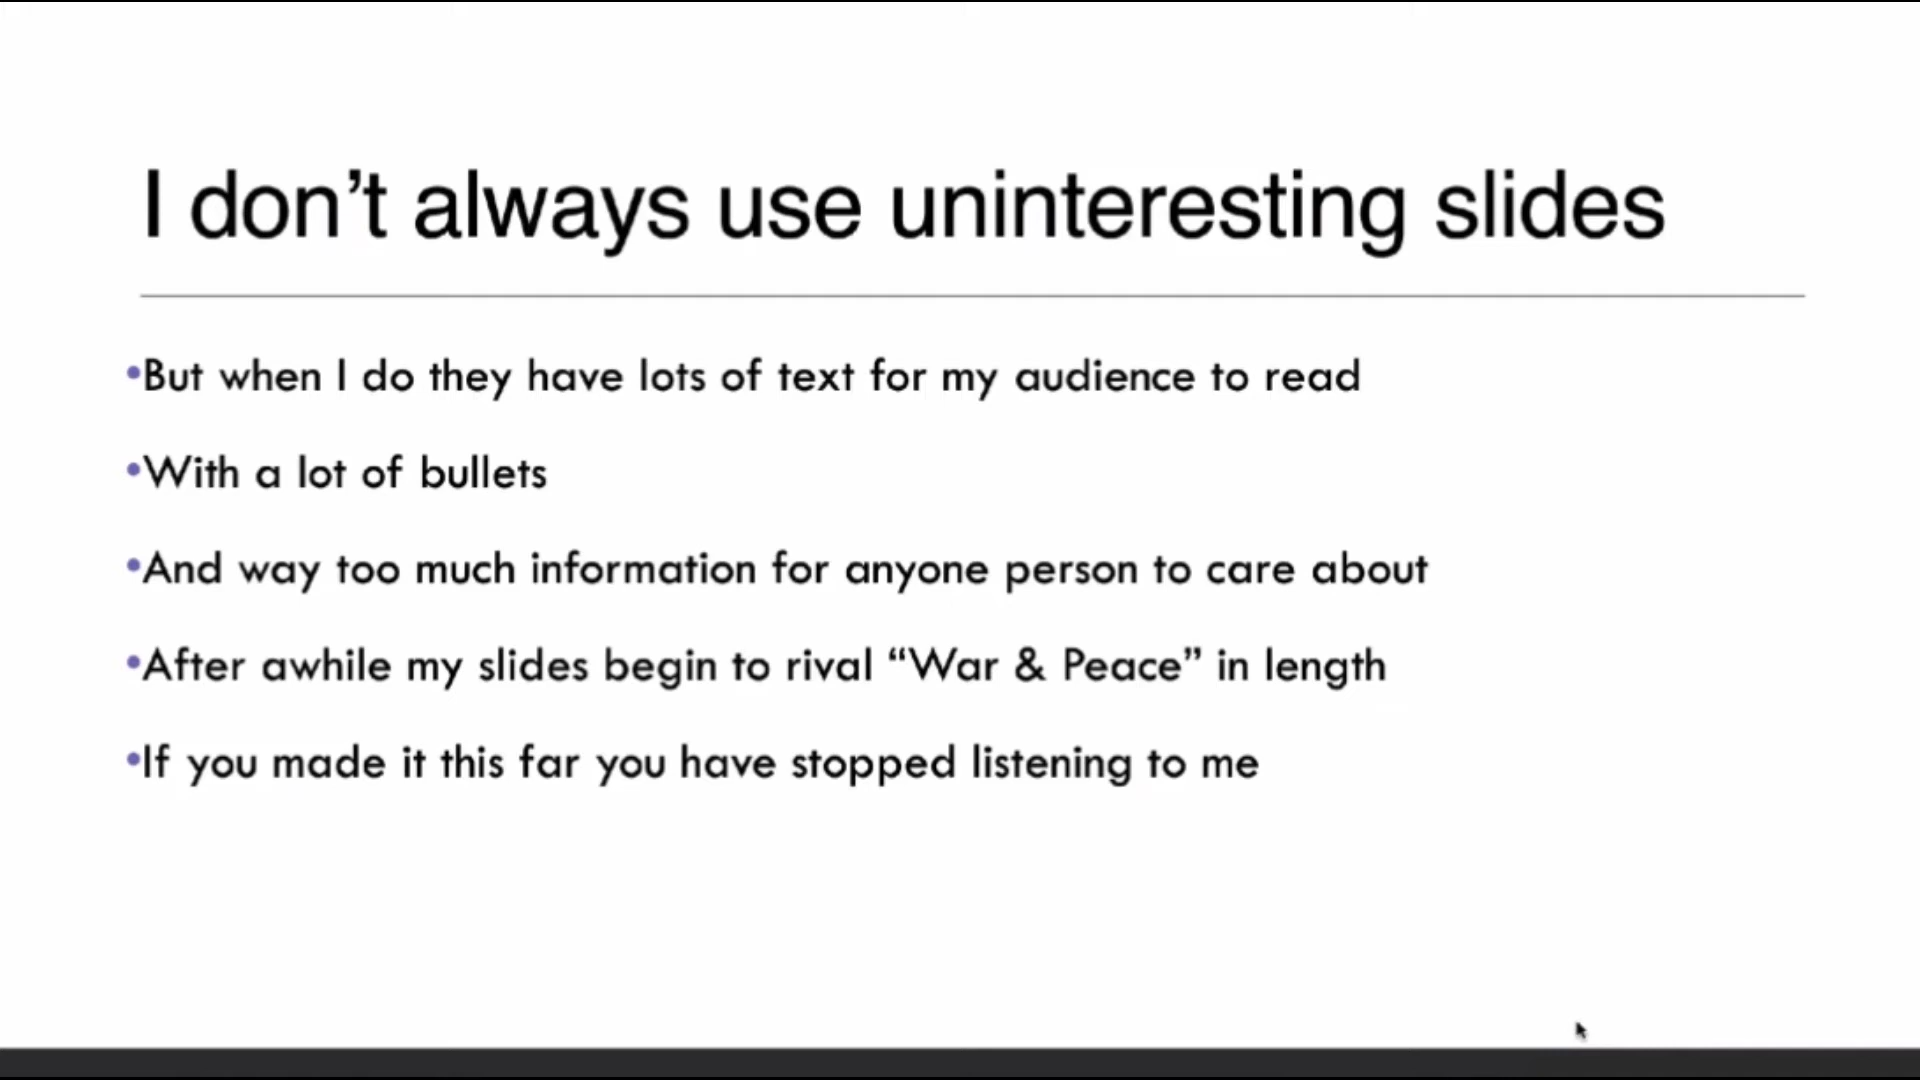 I don’t always use uninteresting slides
•But when I do they have lots of text for my audience to read
•With a lot of bullets
•And way too much information for anyone person to care about
•After awhile my slides begin to rival “War & Peace” in length
•If you made it this far you have stopped listening to me